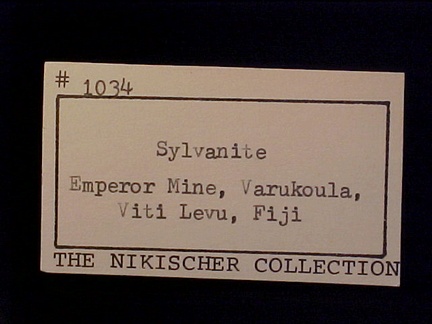 # 1034
Sylvanite
Emperor Mine, Varukoula,
Viti Levu, Fiji
THE NIKISCHER COLLECTION